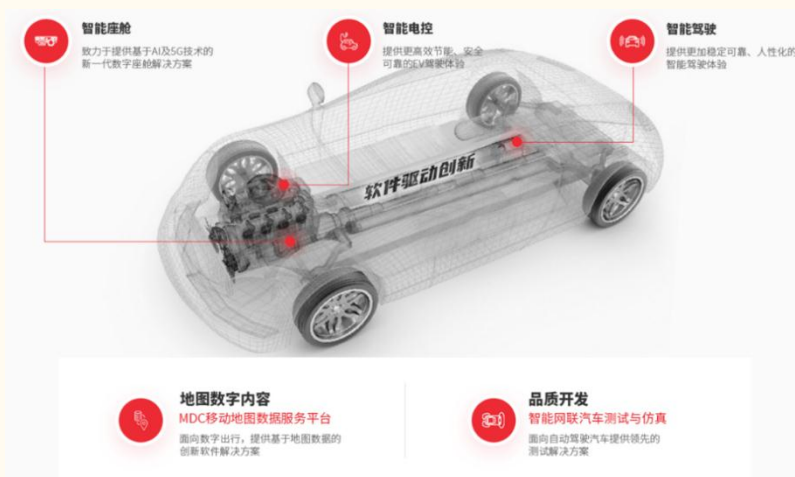 智能座舱
致力于提供基于AI及5G技术的
新一代数字座舱解决方案
智能电控
提供更高效节能、安全
可靠的EV驾驶体验
智能驾驶
提供更加稳定可靠、人性化的
智能驾驶体验
软件驱动创新
地图数字内容
MDC移动地图数据服务平台
面向数字出行，提供基于地图数据的
创新软件解决方案
品质开发
智能网联汽车测试与仿真
面向自动驾驶汽车提供领先的
测试解决方案